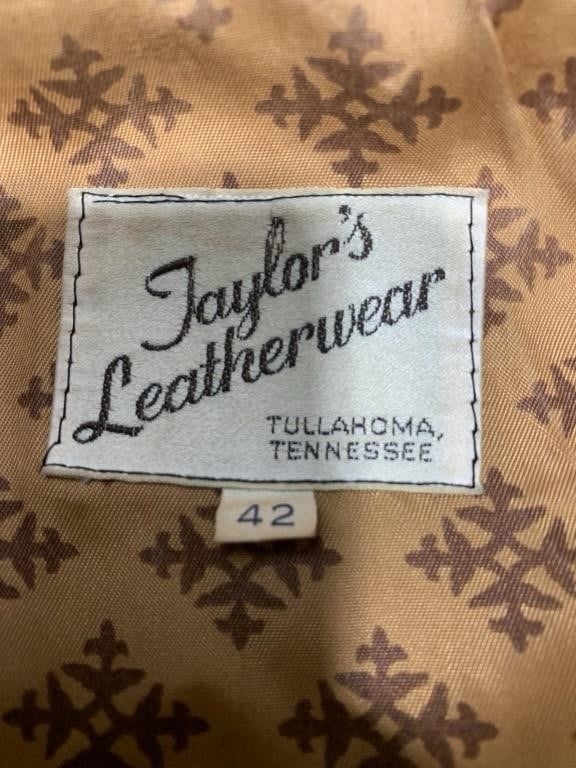 Taylor's
Leatherwear
TULLAHOMA,
TENNESSEE
42